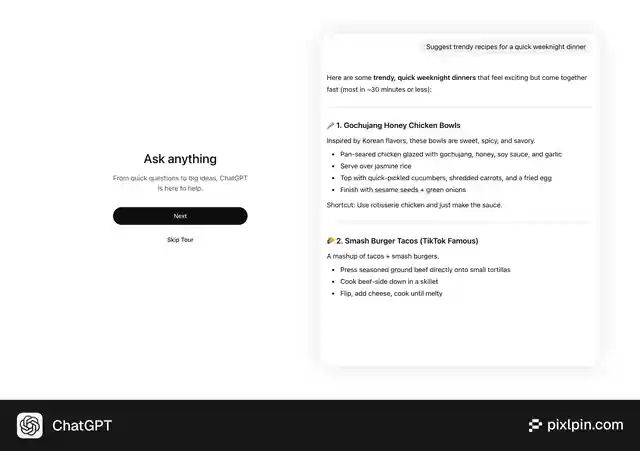 Ask anything
From quick questions to big ideas, ChatGPT
is here to help.
Next
Skip Tour
Suggest trendy recipes for a quick weeknight dinner
Here are some trendy, quick weeknight dinners that feel exciting but come together
fast (most in ~30 minutes or less):
1. Gochujang Honey Chicken Bowls
Inspired by Korean flavors, these bowls are sweet, spicy, and savory.
• Pan-seared chicken glazed with gochujang, honey, soy sauce, and garlic
• Serve over jasmine rice
• Top with quick-pickled cucumbers, shredded carrots, and a fried egg
• Finish with sesame seeds + green onions
Shortcut: Use rotisserie chicken and just make the sauce.
🌮 2. Smash Burger Tacos (TikTok Famous)
A mashup of tacos + smash burgers.
• Press seasoned ground beef directly onto small tortillas
• Cook beef-side down in a skillet
• Flip, add cheese, cook until melty
ChatGPT
pixlpin.com